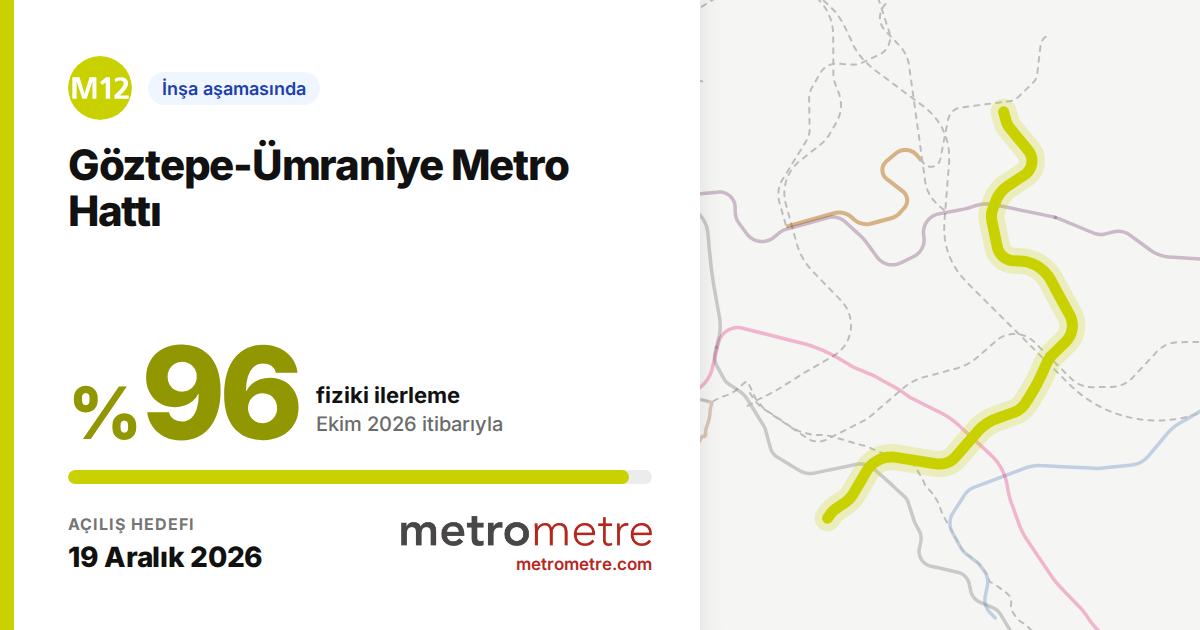 M12
İnşa aşamasında
Göztepe-Ümraniye Metro
Hattı
%96
fiziki ilerleme
Ekim 2026 itibarıyla
AÇILIŞ HEDEFİ
19 Aralık 2026
metrometre
metrometre.com